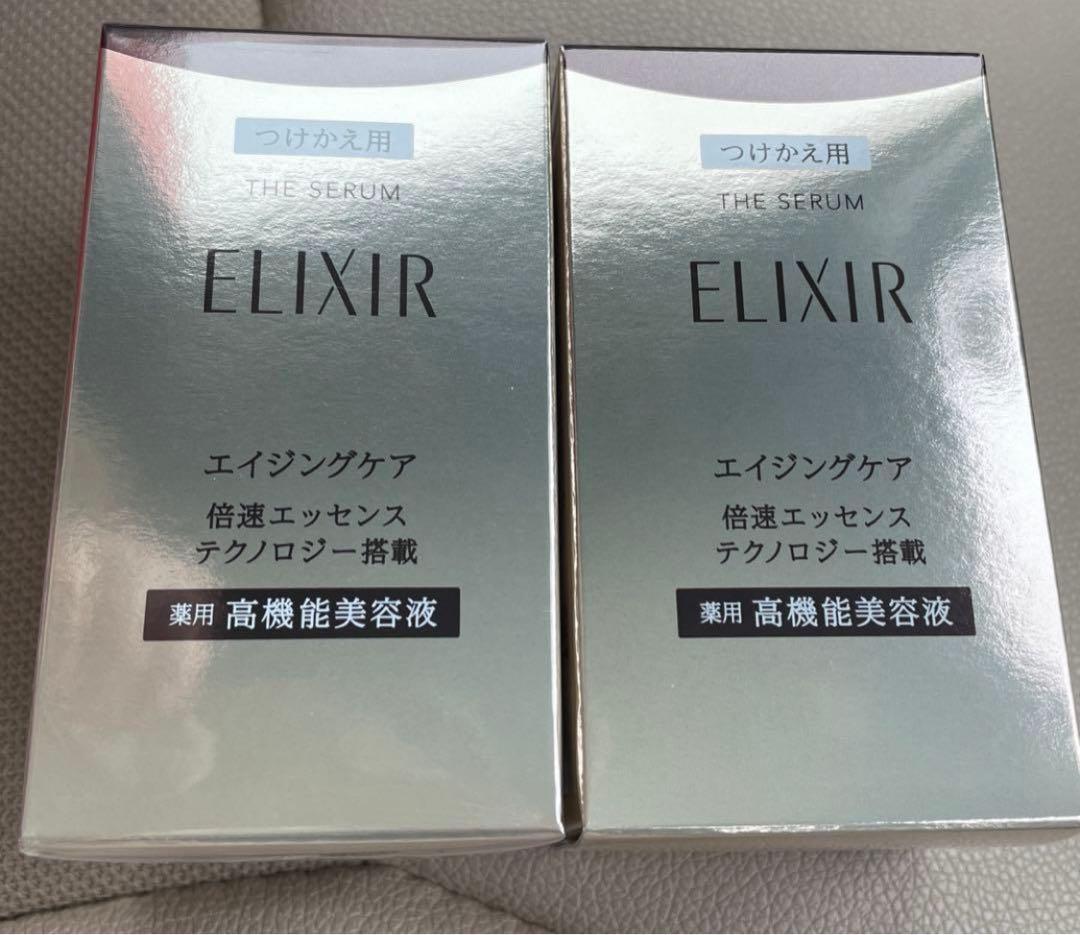 つけかえ用
THE SERUM
ELIXIR
エイジングケア
倍速エッセンス
テクノロジー搭載
薬用 高機能美容液
つけかえ用
THE SERUM
ELIXIR
エイジングケア
倍速エッセンス
テクノロジー搭載
薬用 高機能美容液